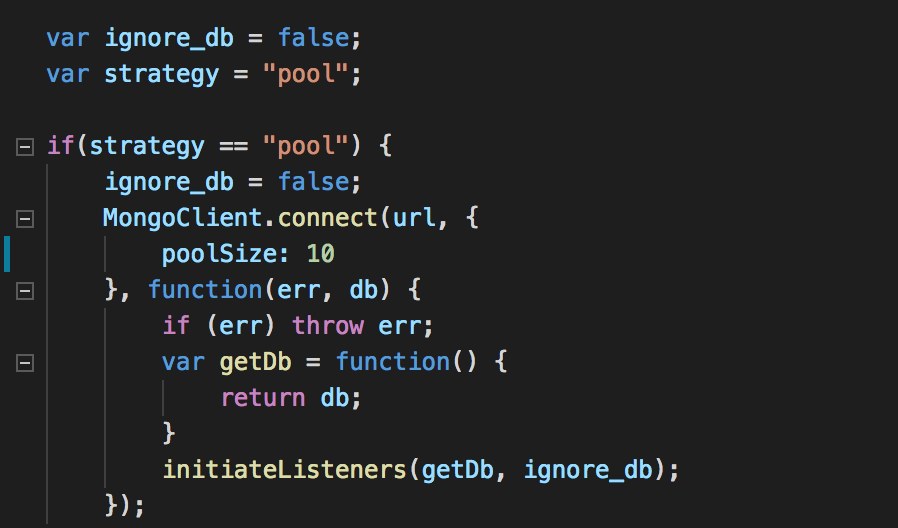 var ignore_db = false;
var strategy = "pool";
if(strategy == "pool") {
ignore_db = false;
MongoClient.connect(url, {
poolSize: 10
}, function(err, db) {
if (err) throw err;
var getDb = function() {
return db;
}
initiateListeners(getDb, ignore_db);
});